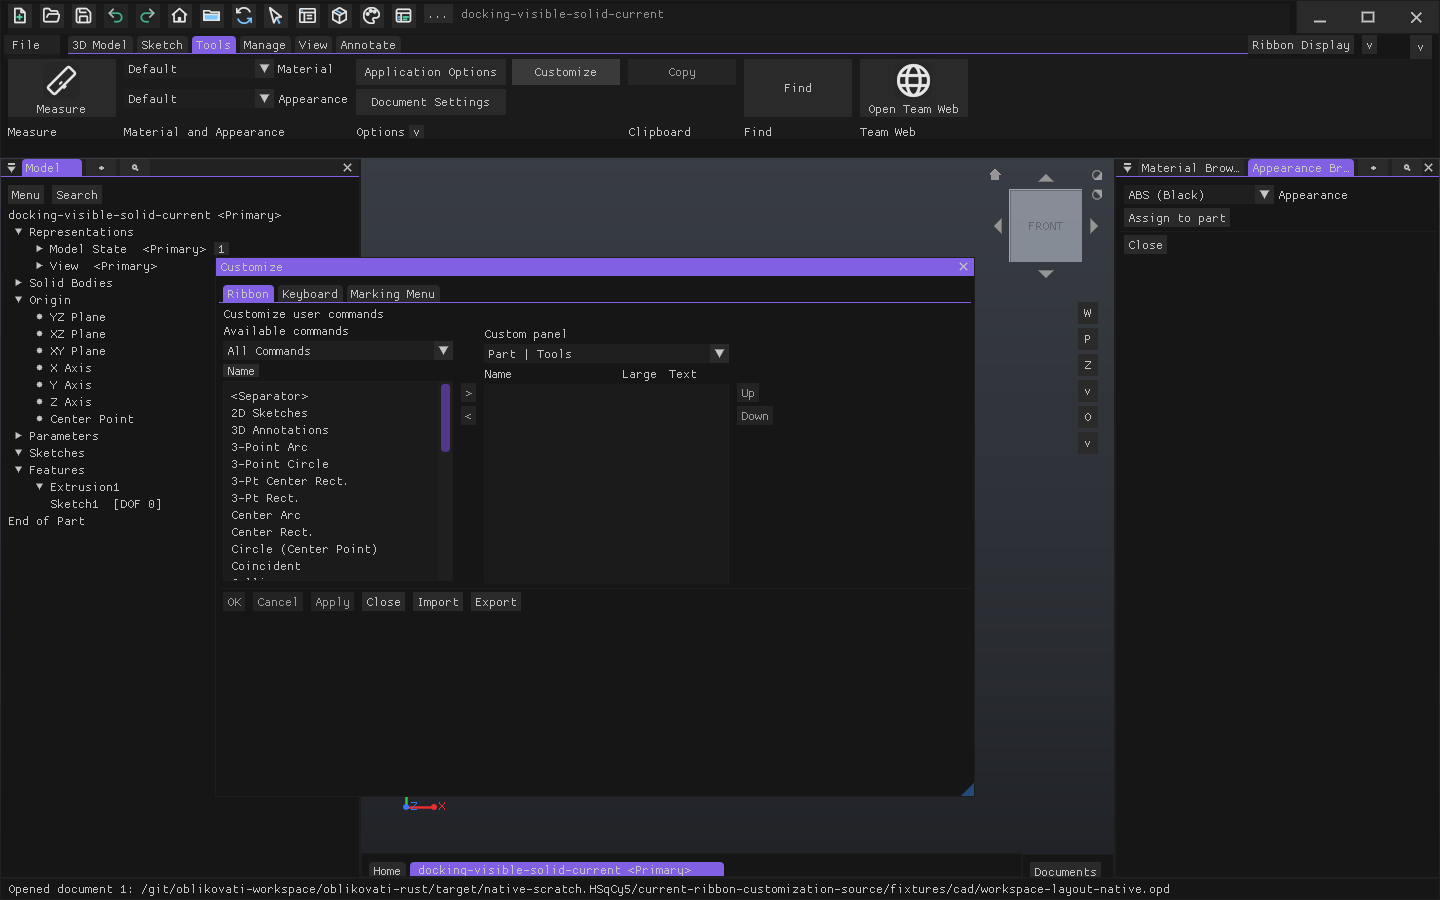 ... docking-visible-solid-current
File 3D Model Sketch Tools Manage View Annotate Ribbon Display v v
Default Material
Default Appearance
Measure
Application Options Customize Copy
Document Settings
Find
Open Team Web
Measure Material and Appearance Options v Clipboard Find Team Web
Model
Menu Search
docking-visible-solid-current <Primary>
Representations
Model State <Primary> 1
View <Primary>
Solid Bodies
Origin
YZ Plane
XZ Plane
XY Plane
X Axis
Y Axis
Z Axis
Center Point
Parameters
Sketches
Features
Extrusion1
Sketch1 [DOF 0]
End of Part
Customize
Ribbon Keyboard Marking Menu
Customize user commands
Available commands
All Commands
Name
<Separator>
2D Sketches
3D Annotations
3-Point Arc
3-Point Circle
3-Pt Center Rect.
3-Pt Rect.
Center Arc
Center Rect.
Circle (Center Point)
Coincident
>
<
Custom panel
Part | Tools
Name Large Text
Up
Down
OK Cancel Apply Close Import Export
FRONT
W
P
Z
v
O
v
Z X
Material Brow… Appearance Br…
ABS (Black) Appearance
Assign to part
Close
Home docking-visible-solid-current <Primary> Documents
Opened document 1: /git/oblikovati-workspace/oblikovati-rust/target/native-scratch.HSqCy5/current-ribbon-customization-source/fixtures/cad/workspace-layout-native.opd